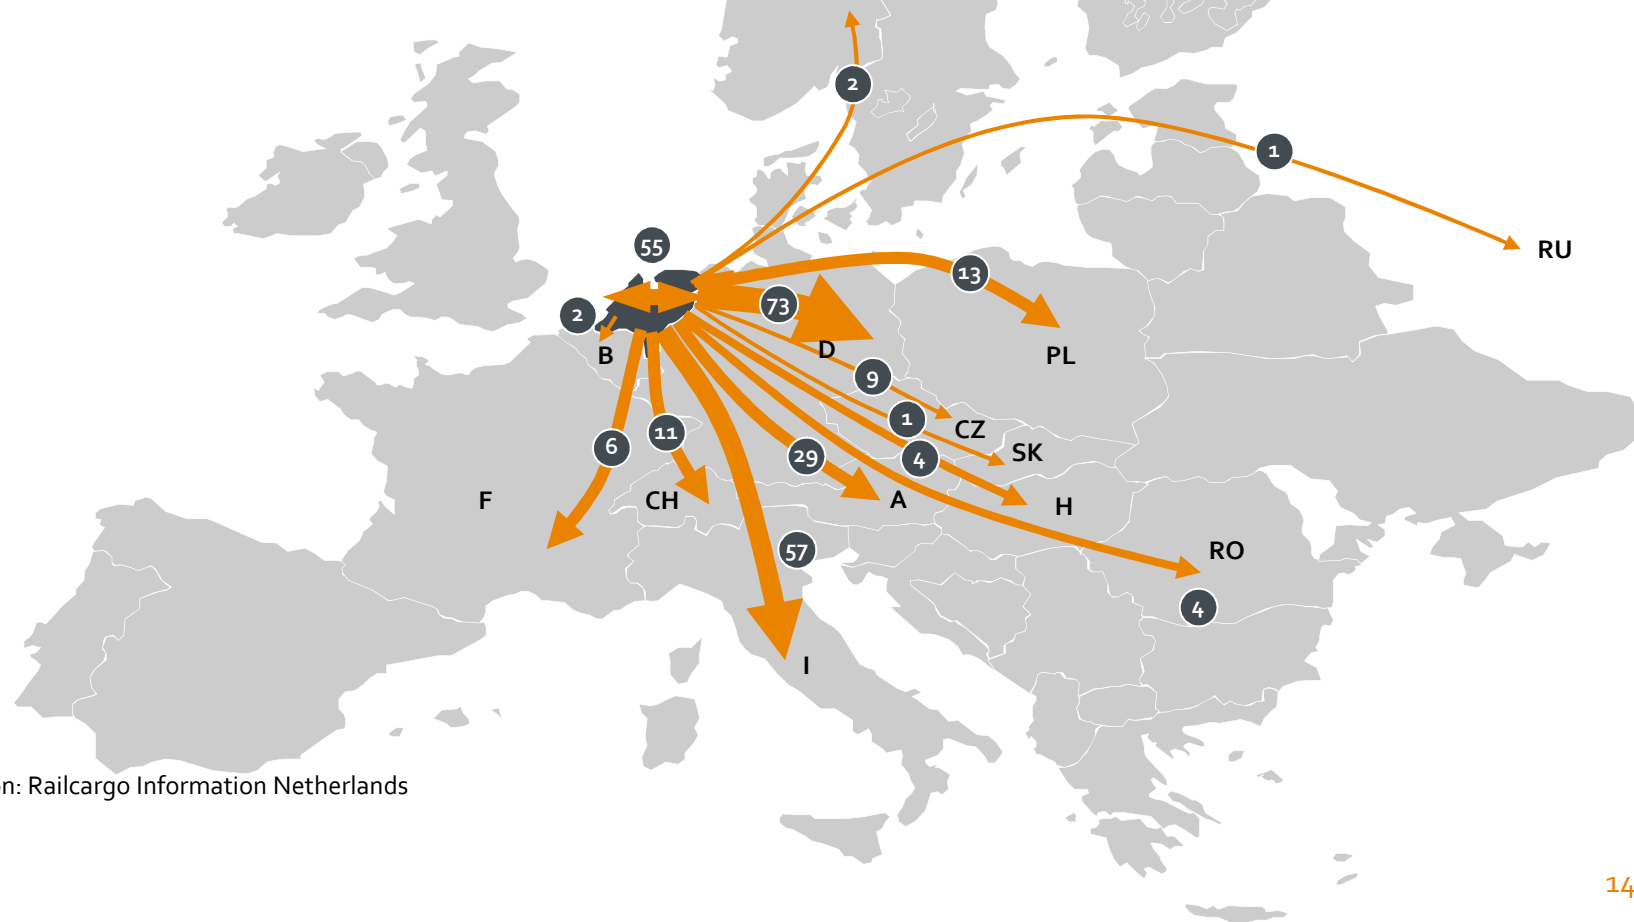 2
1
RU
55
13
73
2
B
D
PL
9
1
CZ
SK
6
11
29
4
F
CH
A
H
57
RO
4
I
n: Railcargo Information Netherlands
14